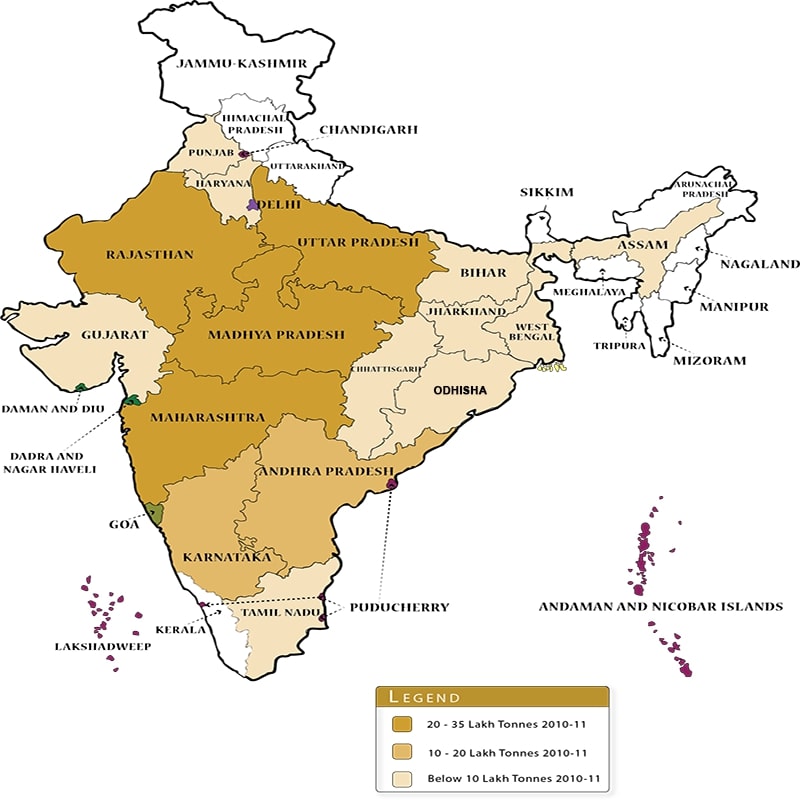 JAMMU-KASHMIR
HIMACHAL
PRADESH
CHANDIGARH
PUNJAB
UTTARAKHAND
HARYANA
DELHI
ARUNACHAL
PRADESH
SIKKIM
RAJASTHAN
UTTAR PRADESH
ASSAM
BIHAR
NAGALAND
MEGHALAYA
MANIPUR
JHARKHAND
GUJARAT
MADHYA PRADESH
WEST
BENGAL
TRIPURA
MIZORAM
CHHATTISGARH
ODHISHA
DAMAN AND DIU
MAHARASHTRA
DADRA AND
NAGAR HAVELI
ANDHRA PRADESH
GOA
KARNATAKA
PUDUCHERRY
ANDAMAN AND NICOBAR ISLANDS
TAMIL NADU
KERALA
LAKSHADWEEP
LEGEND
20 - 35 Lakh Tonnes 2010-11
10 - 20 Lakh Tonnes 2010-11
Below 10 Lakh Tonnes 2010-11